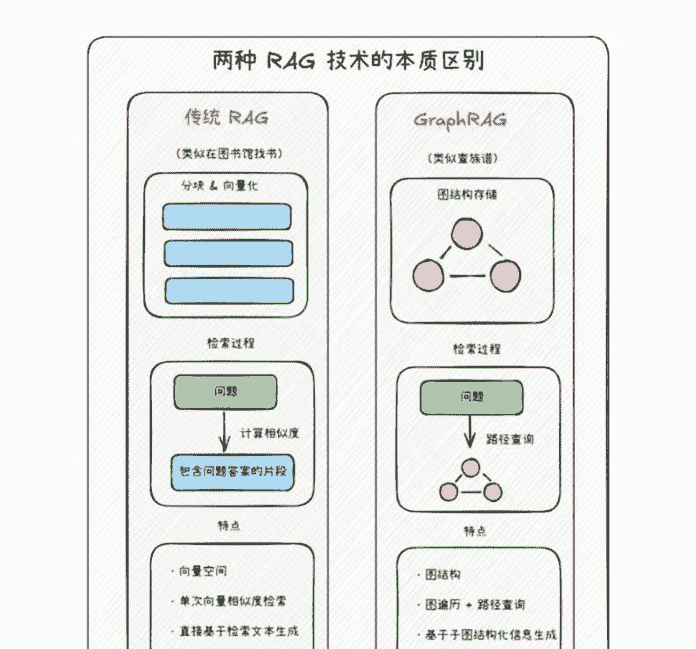 两种 RAG 技术的本质区别
传统 RAG
(类似在图书馆找书)
分块 & 向量化
检索过程
问题
计算相似度
包含问题答案的片段
特点
· 向量空间
· 单次向量相似度检索
· 直接基于检索文本生成
GraphRAG
(类似查族谱)
图结构存储
检索过程
问题
路径查询
特点
· 图结构
· 图遍历 + 路径查询
· 基于子图结构化信息生成